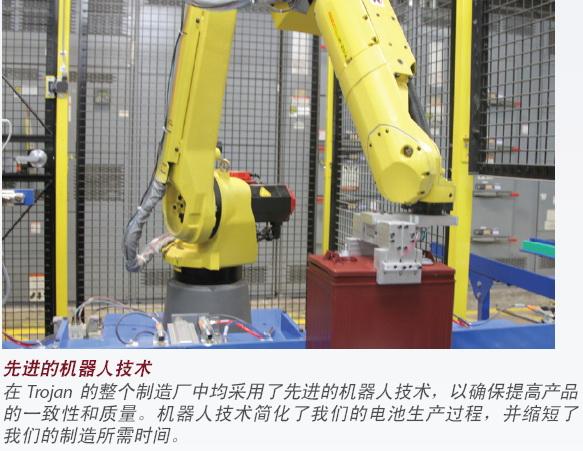 先进的机器人技术
在 Trojan 的整个制造厂中均采用了先进的机器人技术，以确保提高产品
的一致性和质量。机器人技术简化了我们的电池生产过程，并缩短了
我们的制造所需时间。